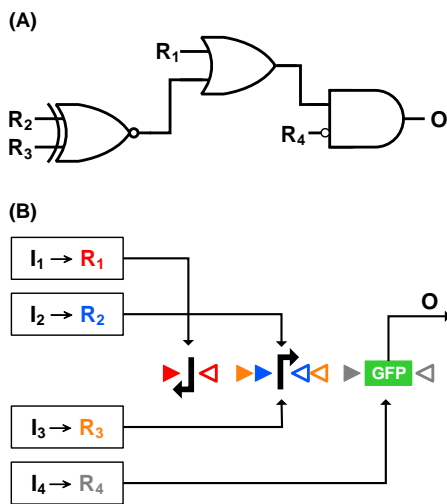 (A)
R₁
R₂
R₃
R₄
O
(B)
I₁ → R₁
I₂ → R₂
O
GFP
I₃ → R₃
I₄ → R₄